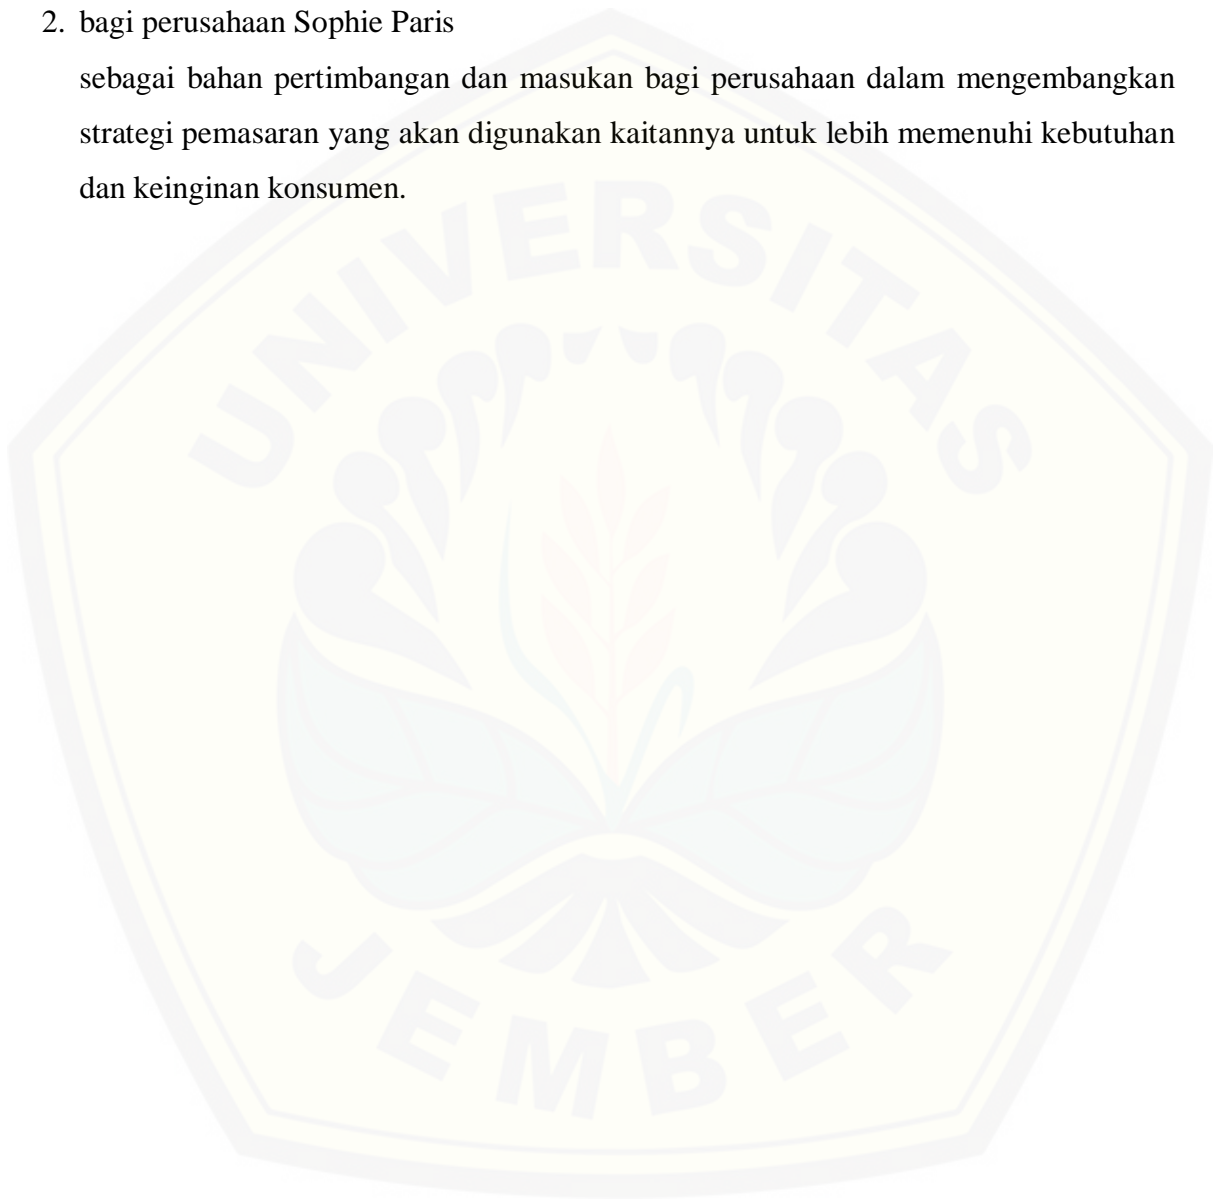 2. bagi perusahaan Sophie Paris
sebagai bahan pertimbangan dan masukan bagi perusahaan dalam mengembangkan
strategi pemasaran yang akan digunakan kaitannya untuk lebih memenuhi kebutuhan
dan keinginan konsumen.
UNIVERSITAS
JEMBER